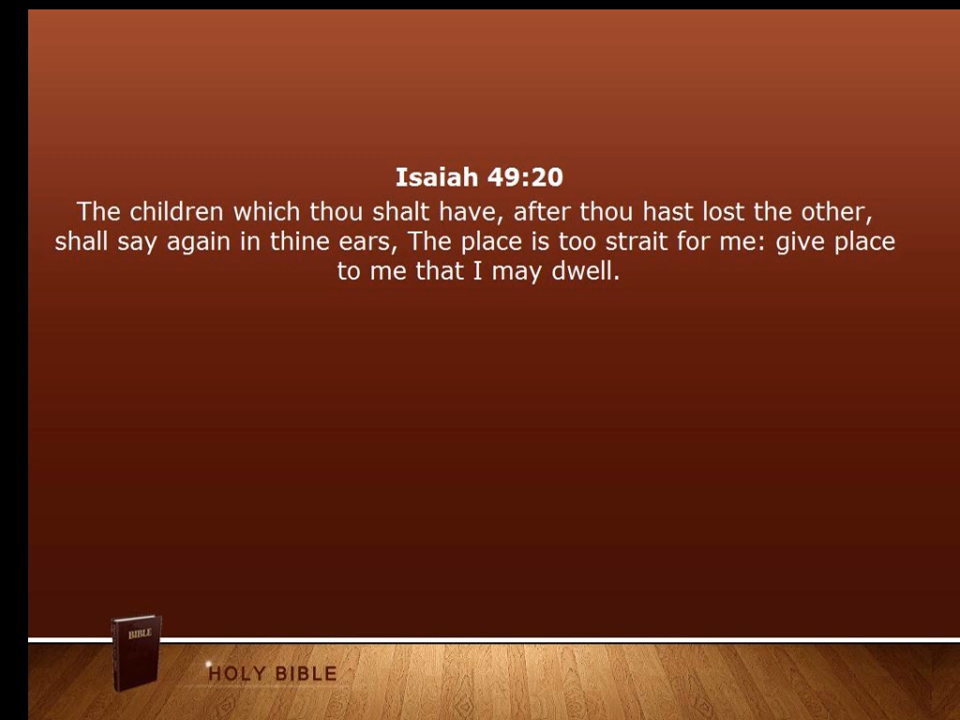 Isaiah 49:20
The children which thou shalt have, after thou hast lost the other,
shall say again in thine ears, The place is too strait for me: give place
to me that I may dwell.
BIBLE
HOLY BIBLE